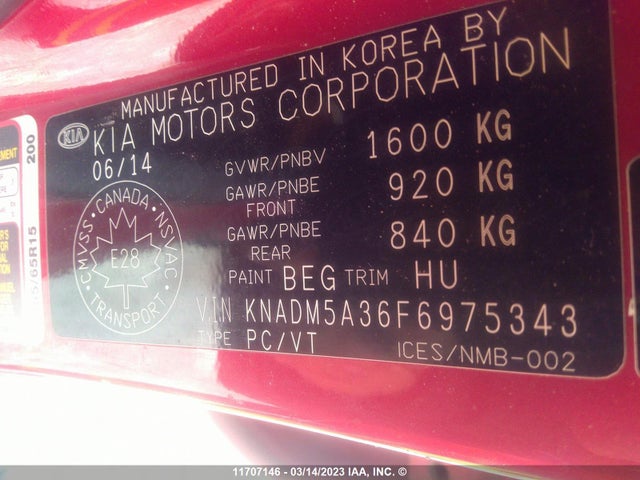 MANUFACTURED IN KOREA BY
KIA KIA MOTORS CORPORATION
06/14
GVWR/PNBV 1600 KG
GAWR/PNBE FRONT 920 KG
GAWR/PNBE REAR 840 KG
PAINT BEG TRIM HU
VIN KNADM5A36F6975343
TYPE PC/VT ICES/NMB-002
CMVSS · CANADA · NSVAC · TRANSPORT
E28
200
65R15
11707146 - 03/14/2023 IAA, INC. ©